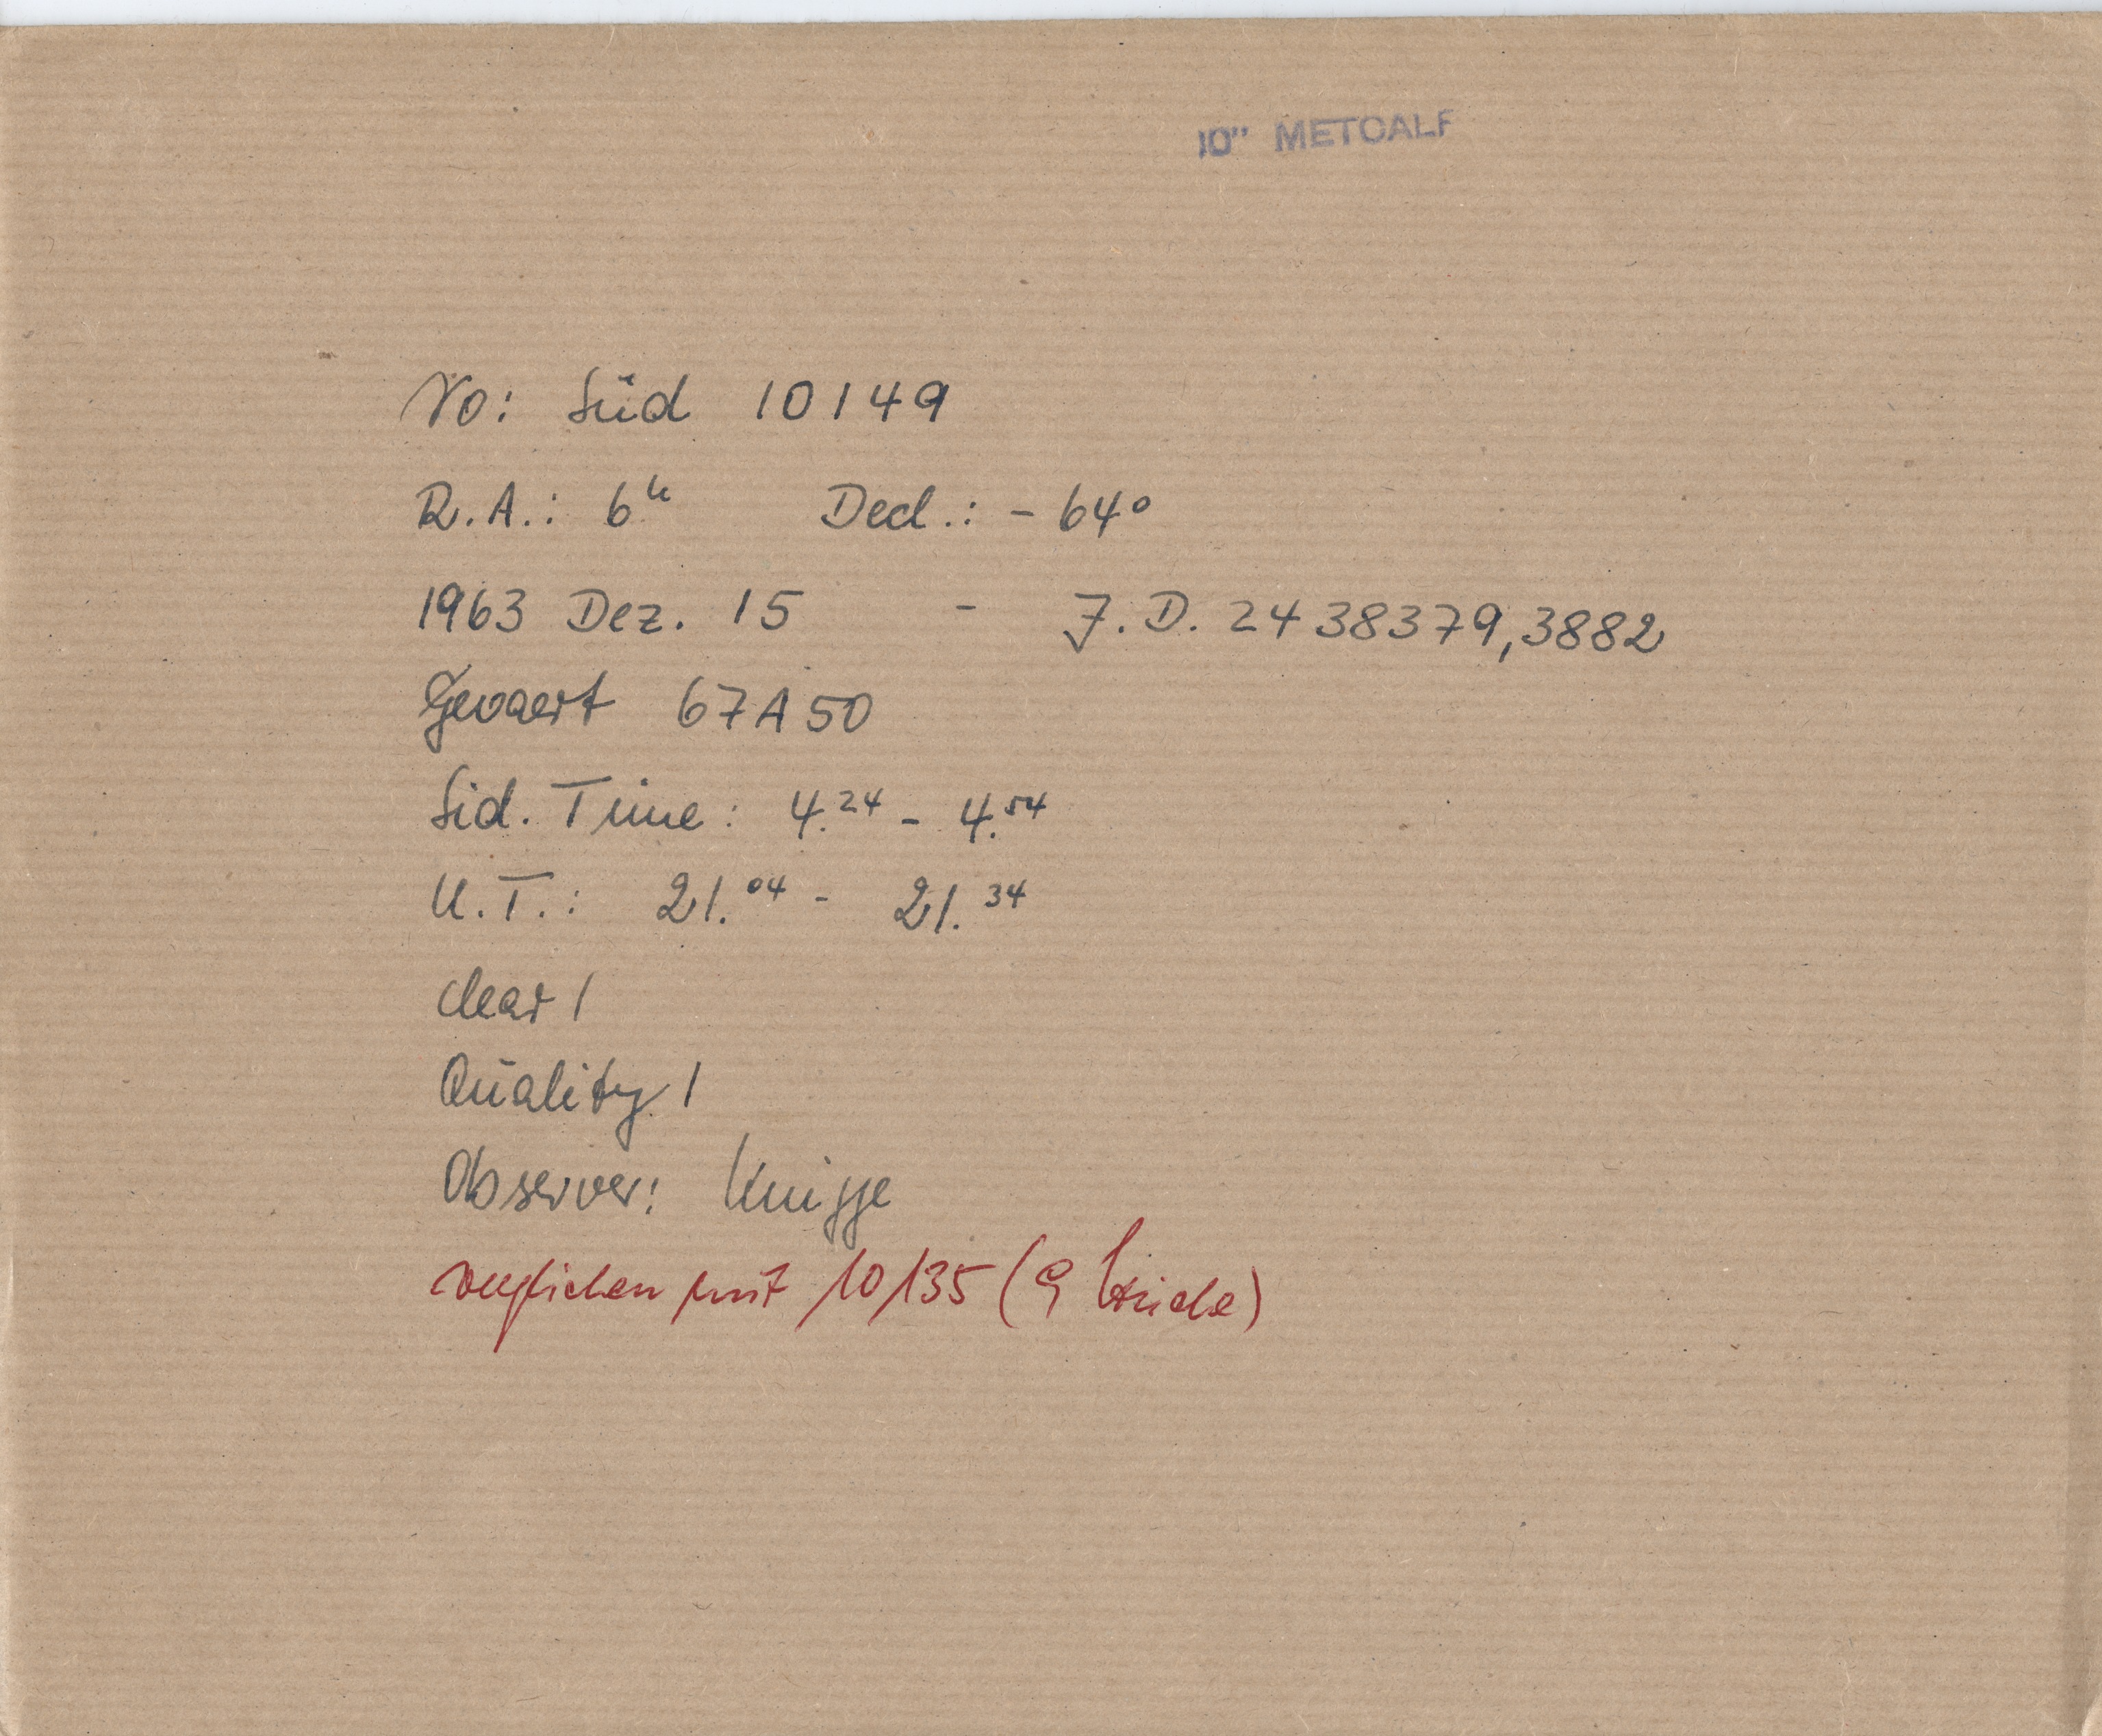 10" METCALF
No: Süd 10149
R.A.: 6h Decl.: - 64°
1963 Dez. 15 - J.D. 2438379,3882
Gevaert 67A50
Sid. Time: 4.24 - 4.54
U.T.: 21.04 - 21.34
clear 1
Quality 1
Observer: Knigge
verglichen mit 10135 (9 Striche)